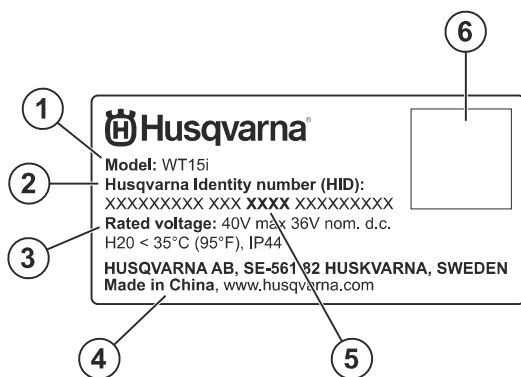 6
1
Husqvarna®
Model: WT15i
2
Husqvarna Identity number (HID):
XXXXXXXXX XXX XXXX XXXXXXXXX
Rated voltage: 40V max 36V nom. d.c.
3
H20 < 35°C (95°F), IP44
HUSQVARNA AB, SE-561 82 HUSKVARNA, SWEDEN
Made in China, www.husqvarna.com
4
5